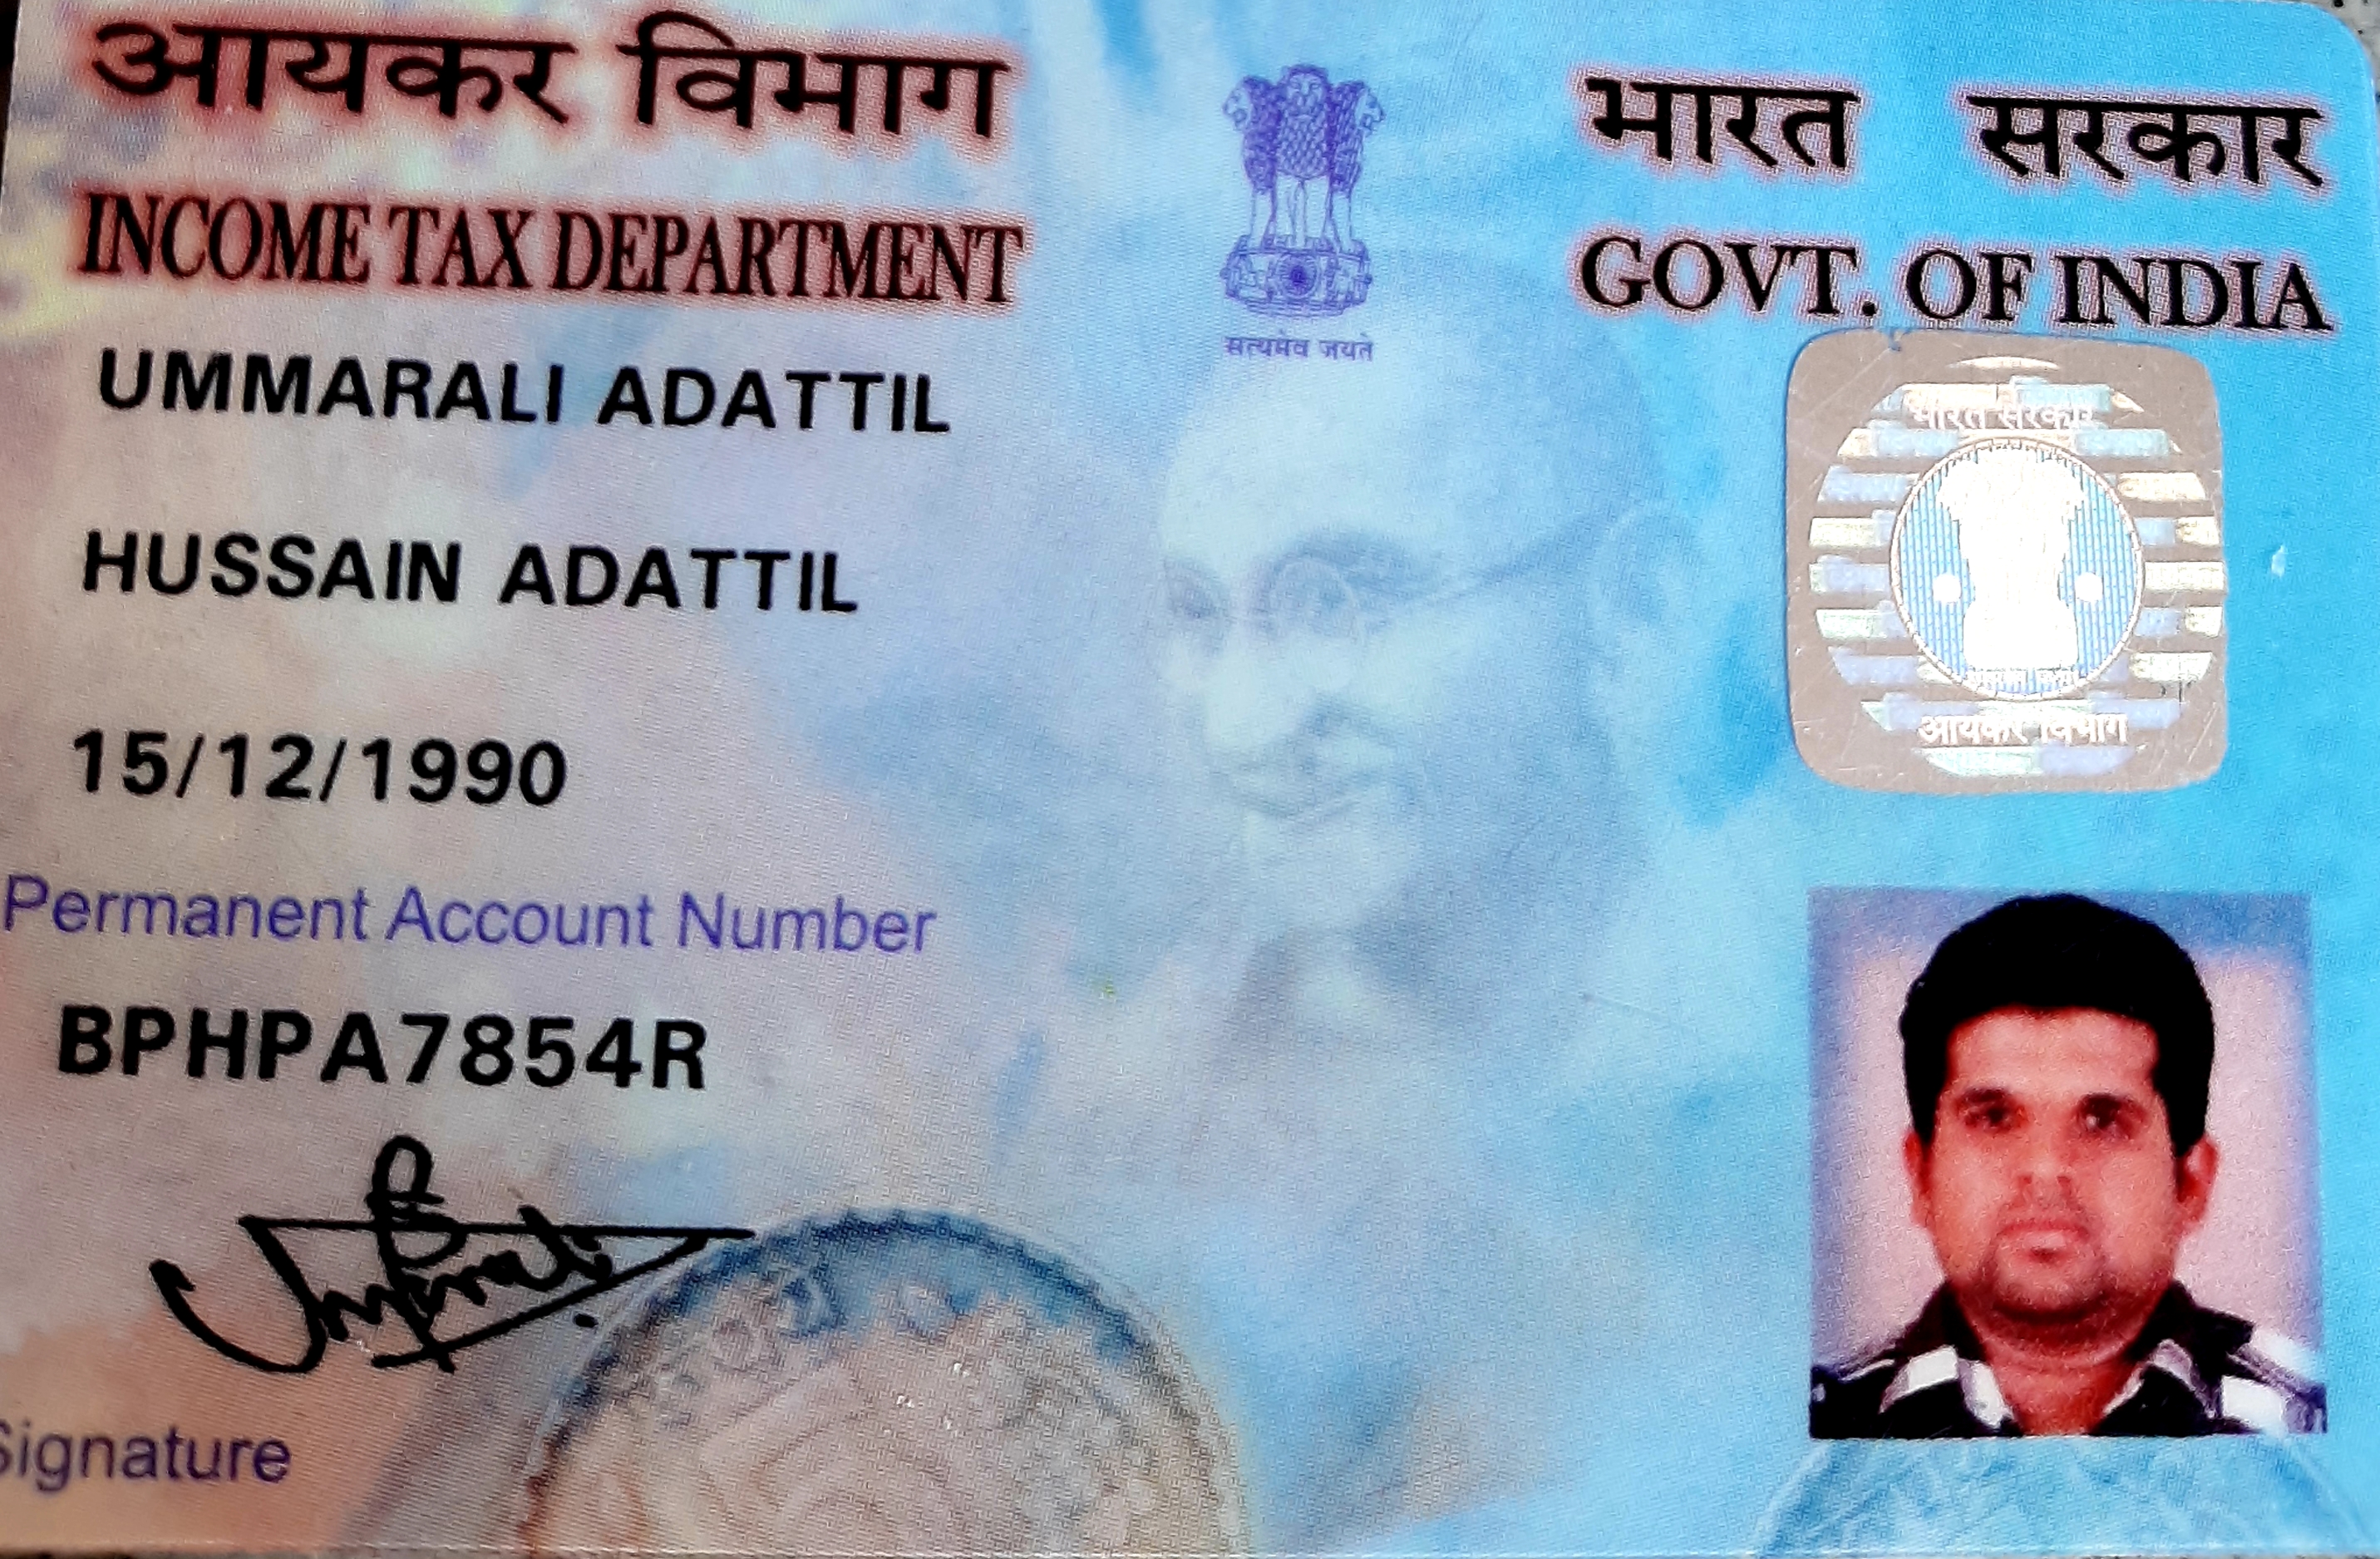 आयकर विभाग
INCOME TAX DEPARTMENT
भारत सरकार
GOVT. OF INDIA
सत्यमेव जयते
UMMARALI ADATTIL
HUSSAIN ADATTIL
15/12/1990
Permanent Account Number
BPHPA7854R
Signature
भारत सरकार
आयकर विभाग